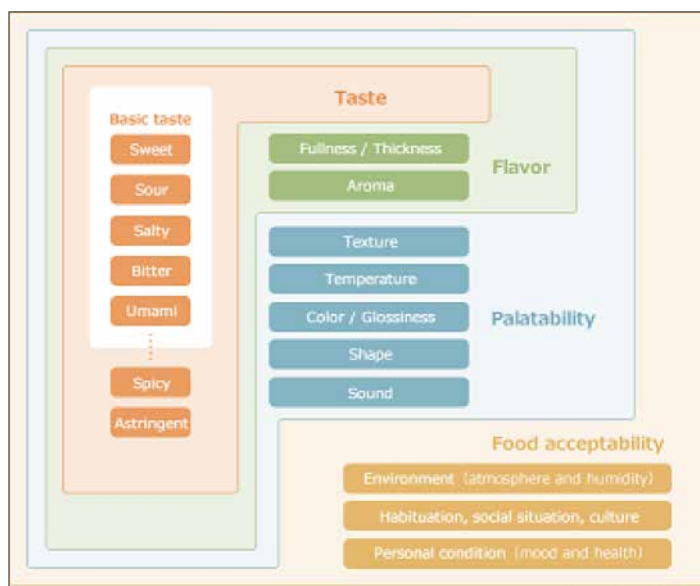 Taste
Basic taste
Sweet
Sour
Salty
Bitter
Umami
Spicy
Astringent
Fullness / Thickness
Aroma
Flavor
Texture
Temperature
Color / Glossiness
Shape
Sound
Palatability
Food acceptability
Environment (atmosphere and humidity)
Habituation, social situation, culture
Personal condition (mood and health)